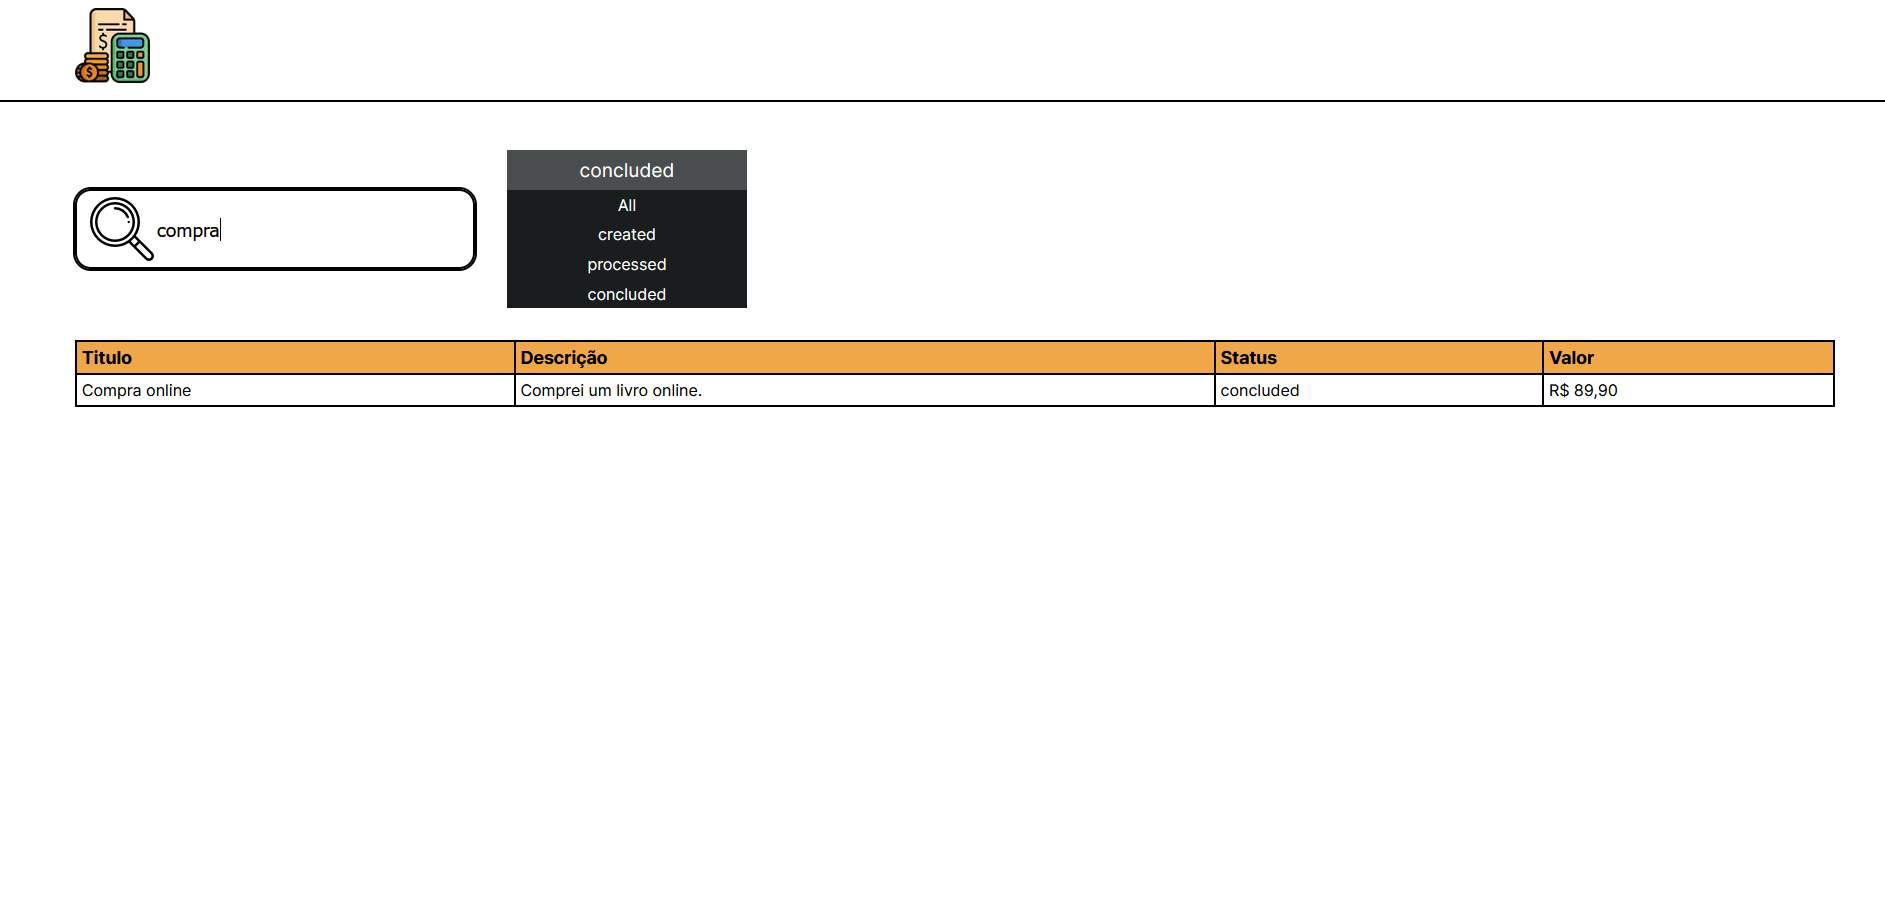 compra
concluded
All
created
processed
concluded
Titulo Descrição Status Valor
Compra online Comprei um livro online. concluded R$ 89,90